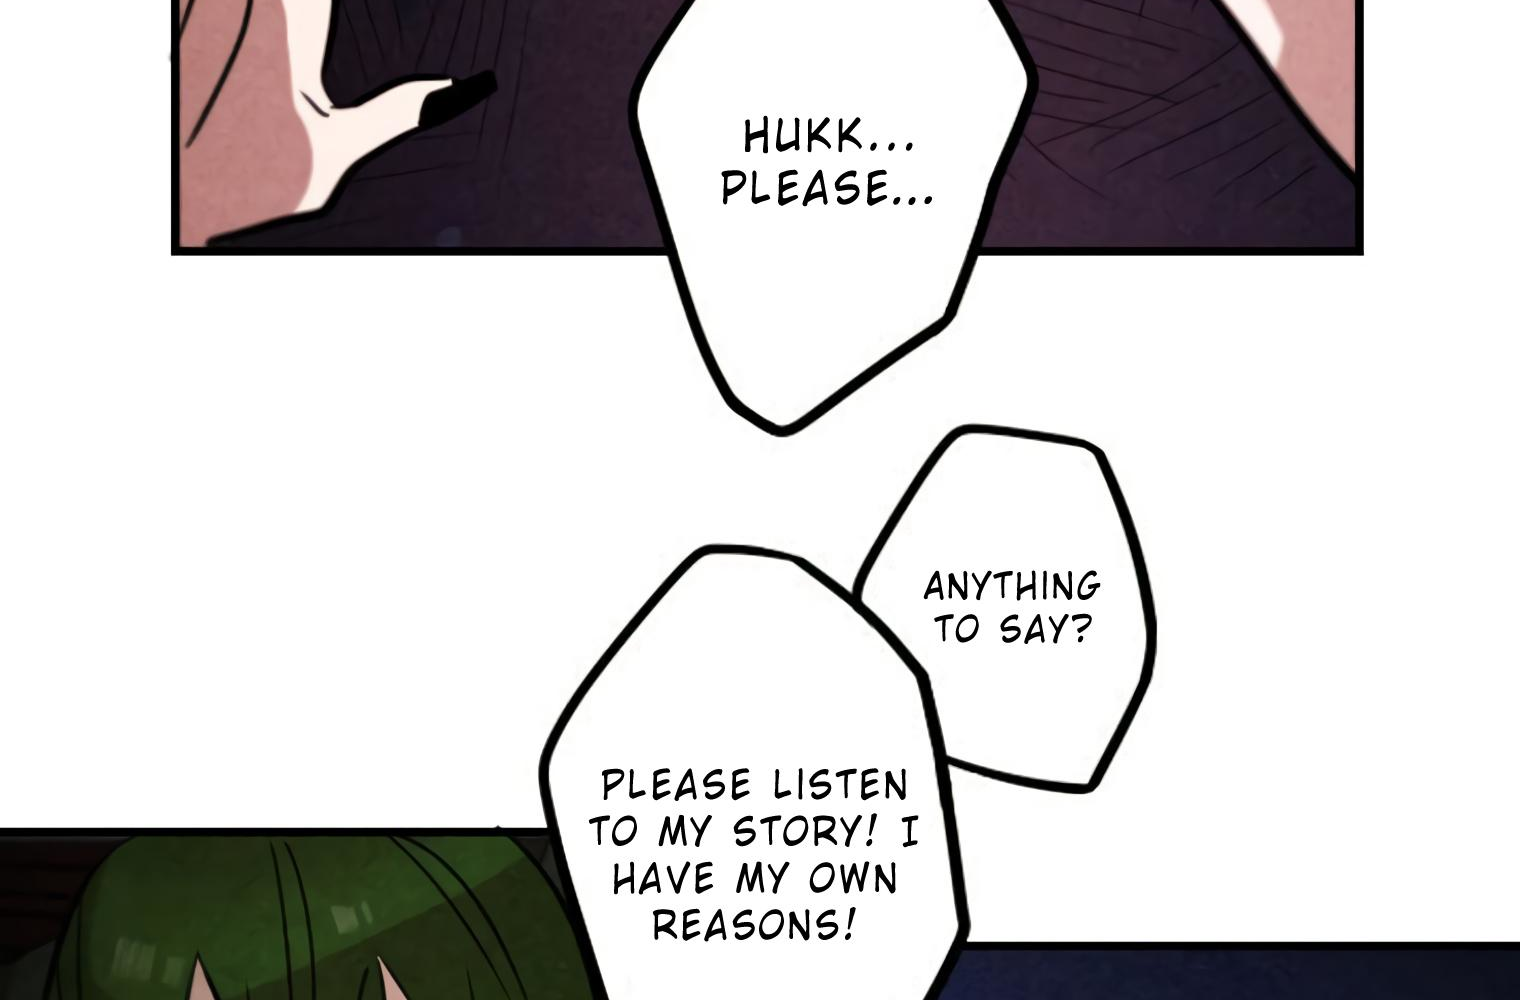 HUKK...
PLEASE...
ANYTHING
TO SAY?
PLEASE LISTEN
TO MY STORY! I
HAVE MY OWN
REASONS!